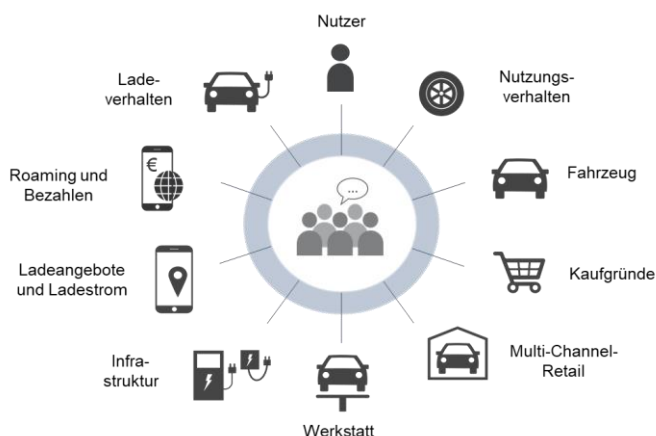 Nutzer
Nutzungs-
verhalten
Fahrzeug
Kaufgründe
Multi-Channel-
Retail
Werkstatt
Infra-
struktur
Ladeangebote
und Ladestrom
Roaming und
Bezahlen
€
Lade-
verhalten
...